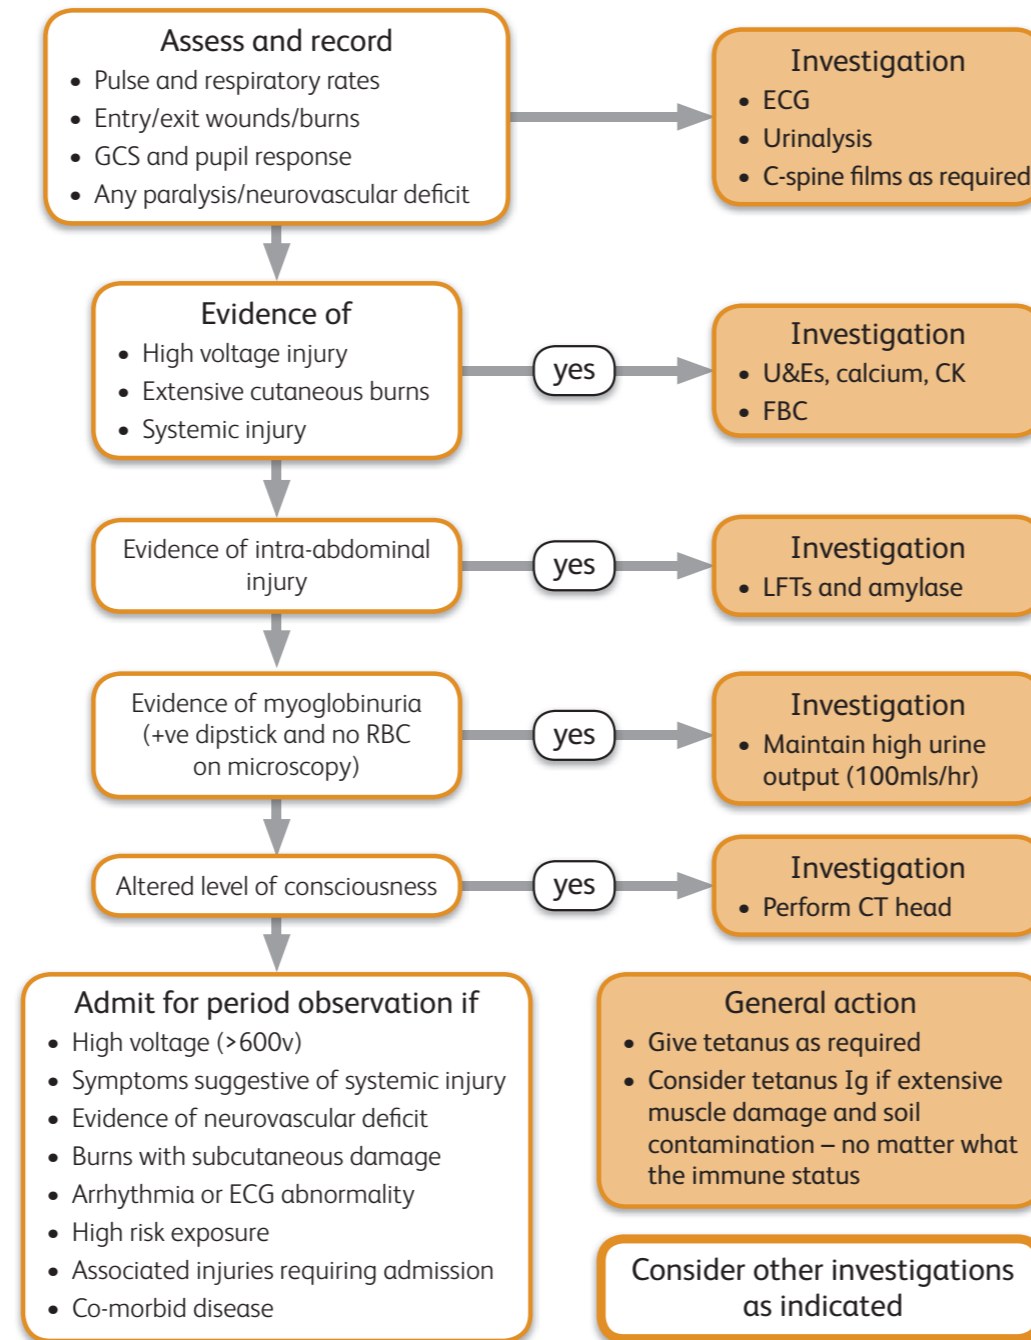 Assess and record
• Pulse and respiratory rates
• Entry/exit wounds/burns
• GCS and pupil response
• Any paralysis/neurovascular deficit
Investigation
• ECG
• Urinalysis
• C-spine films as required
Evidence of
• High voltage injury
• Extensive cutaneous burns
• Systemic injury
yes
Investigation
• U&Es, calcium, CK
• FBC
Evidence of intra-abdominal
injury
yes
Investigation
• LFTs and amylase
Evidence of myoglobinuria
(+ve dipstick and no RBC
on microscopy)
yes
Investigation
• Maintain high urine
output (100mls/hr)
Altered level of consciousness
yes
Investigation
• Perform CT head
Admit for period observation if
• High voltage (>600v)
• Symptoms suggestive of systemic injury
• Evidence of neurovascular deficit
• Burns with subcutaneous damage
• Arrhythmia or ECG abnormality
• High risk exposure
• Associated injuries requiring admission
• Co-morbid disease
General action
• Give tetanus as required
• Consider tetanus Ig if extensive
muscle damage and soil
contamination – no matter what
the immune status
Consider other investigations
as indicated